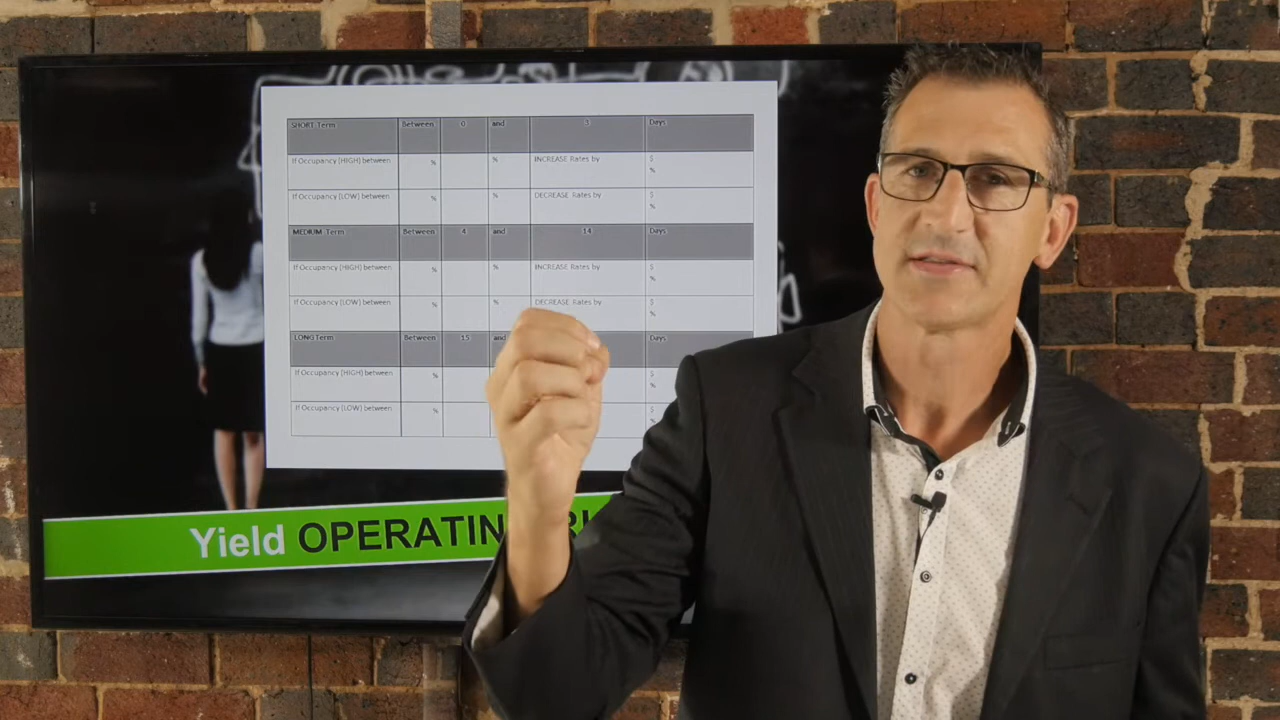 SHORT Term Between 0 and 3 Days
If Occupancy (HIGH) between % % INCREASE Rates by $
%
If Occupancy (LOW) between % % DECREASE Rates by $
%
MEDIUM Term Between 4 and 14 Days
If Occupancy (HIGH) between % % INCREASE Rates by $
%
If Occupancy (LOW) between % % DECREASE Rates by $
%
LONG Term Between 15 and Days
If Occupancy (HIGH) between % $
%
If Occupancy (LOW) between % $
%
Yield OPERATIN